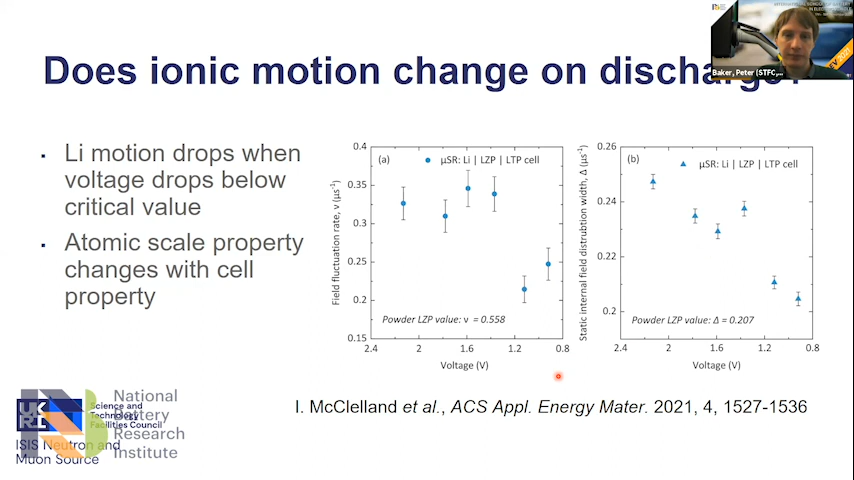 Does ionic motion change on discharge?
Baker, Peter (STFC,
▪ Li motion drops when
voltage drops below
critical value
▪ Atomic scale property
changes with cell
property
(a)
μSR: Li | LZP | LTP cell
Field fluctuation rate, ν (μs⁻¹)
0.4
0.35
0.3
0.25
0.2
0.15
Powder LZP value: ν = 0.558
2.4 2 1.6 1.2 0.8
Voltage (V)
(b)
μSR: Li | LZP | LTP cell
Static internal field distrubtion width, Δ (μs⁻¹)
0.26
0.24
0.22
0.2
Powder LZP value: Δ = 0.207
2.4 2 1.6 1.2 0.8
Voltage (V)
I. McClelland et al., ACS Appl. Energy Mater. 2021, 4, 1527-1536
UKRI
Science and
Technology
Facilities Council
ISIS Neutron and
Muon Source
National
Battery
Research
Institute